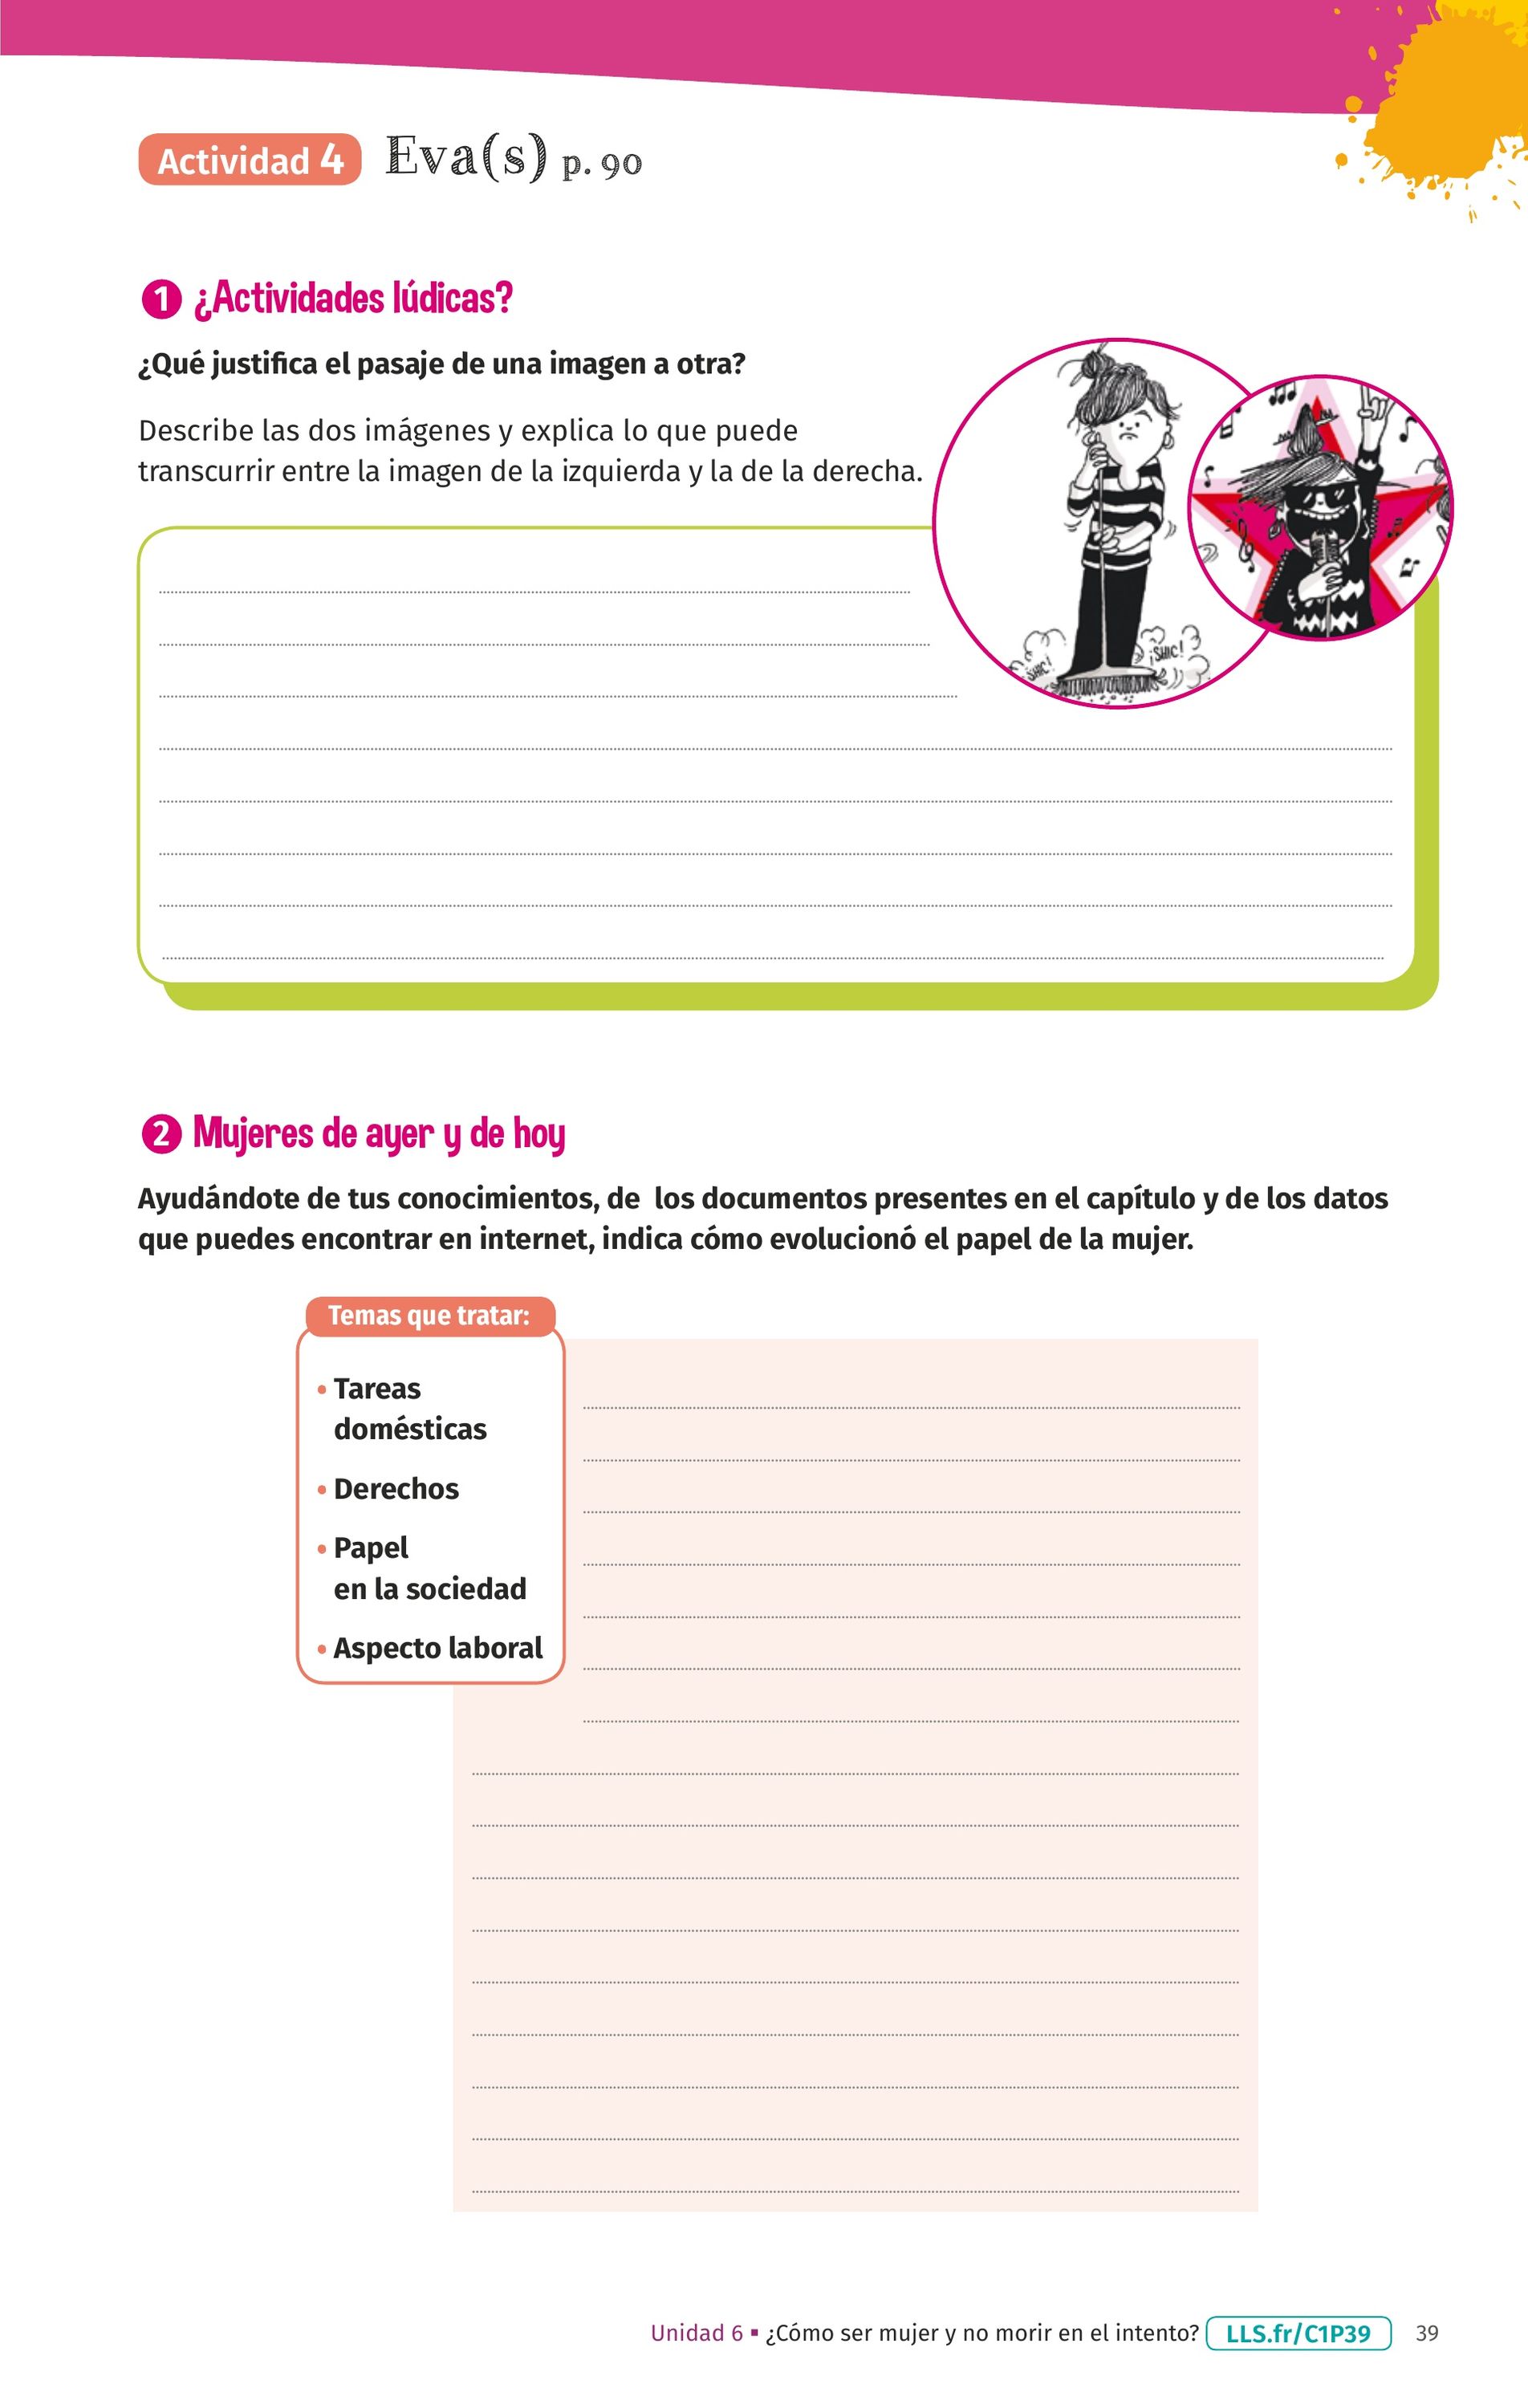 Actividad 4 Eva(s) p. 90
1 ¿Actividades lúdicas?
¿Qué justifica el pasaje de una imagen a otra?
Describe las dos imágenes y explica lo que puede
transcurrir entre la imagen de la izquierda y la de la derecha.
¡SHIC!
¡SHIC!
2 Mujeres de ayer y de hoy
Ayudándote de tus conocimientos, de los documentos presentes en el capítulo y de los datos
que puedes encontrar en internet, indica cómo evolucionó el papel de la mujer.
Temas que tratar:
• Tareas
domésticas
• Derechos
• Papel
en la sociedad
• Aspecto laboral
Unidad 6 ▪ ¿Cómo ser mujer y no morir en el intento? LLS.fr/C1P39 39